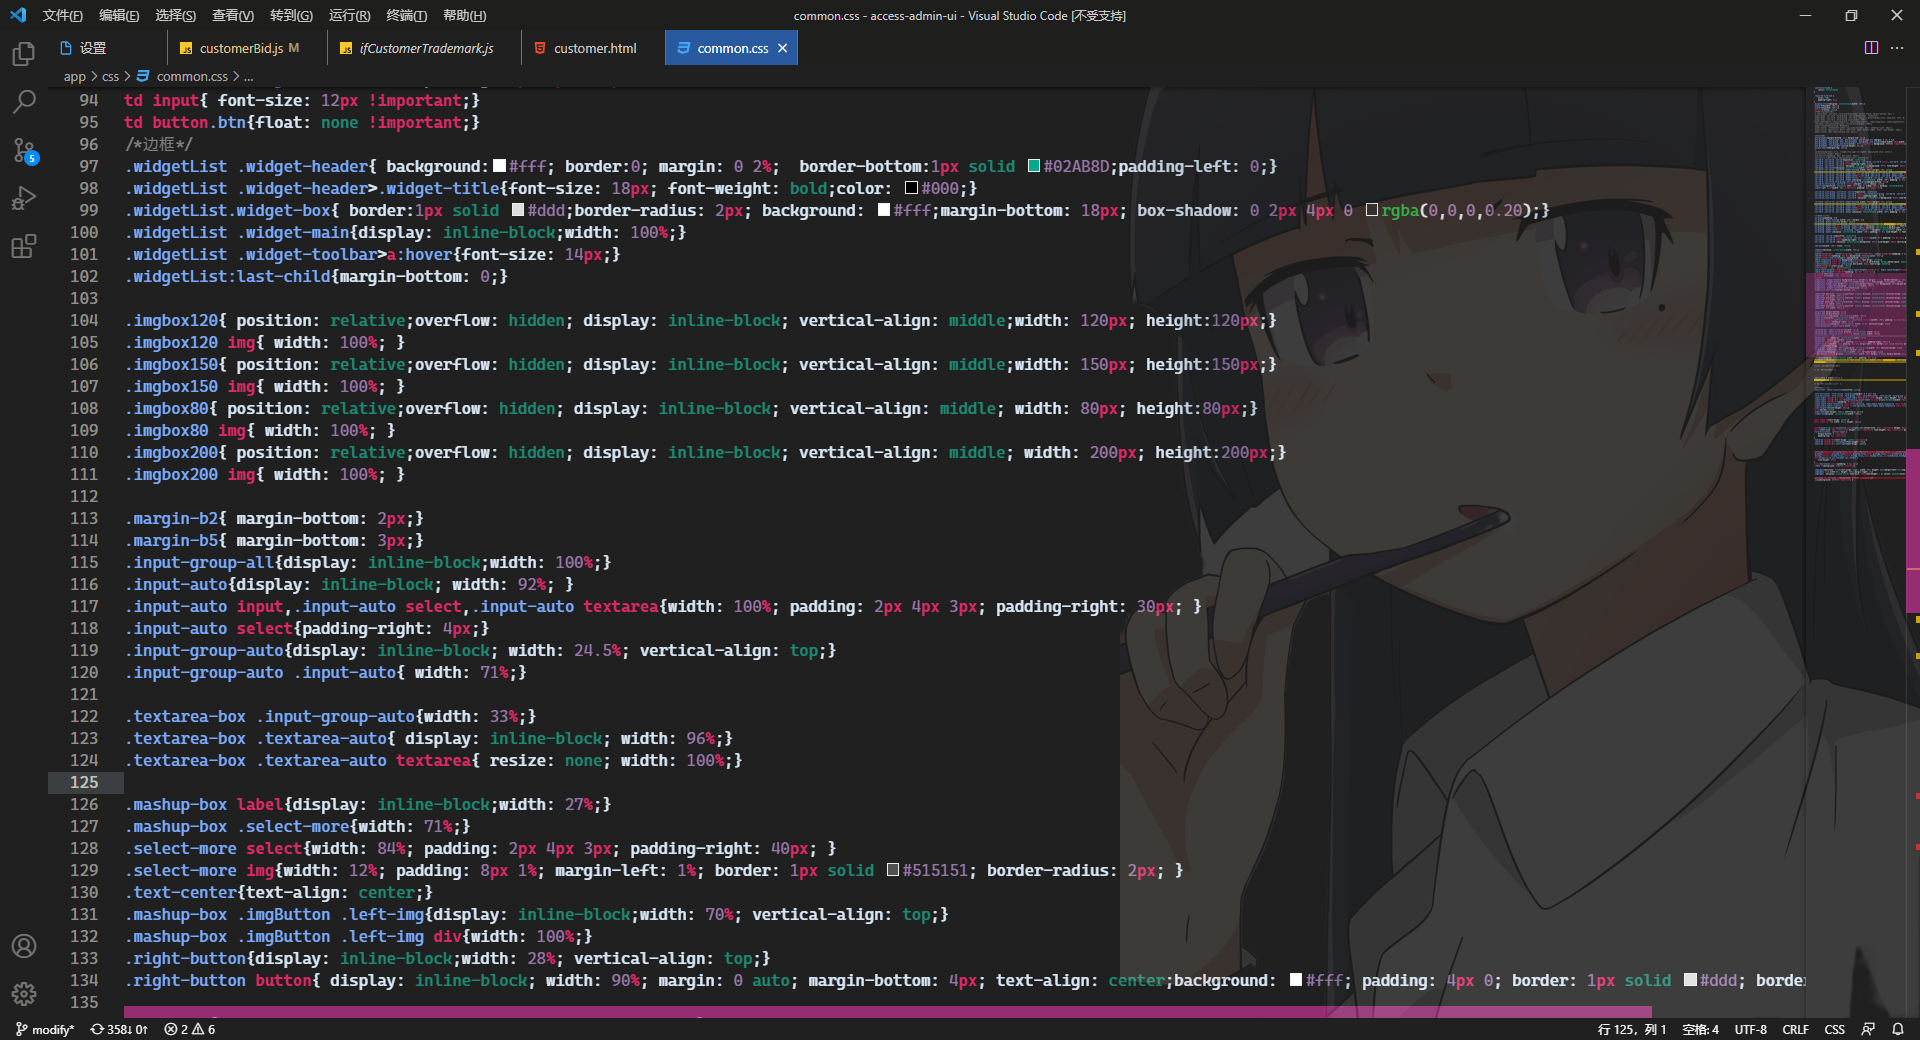 文件(F) 编辑(E) 选择(S) 查看(V) 转到(G) 运行(R) 终端(T) 帮助(H)
common.css - access-admin-ui - Visual Studio Code [不受支持]
设置
customerBid.js M
ifCustomerTrademark.js
customer.html
common.css
app > css > common.css > ...
94 td input{ font-size: 12px !important;}
95 td button.btn{float: none !important;}
96 /*边框*/
97 .widgetList .widget-header{ background:#fff; border:0; margin: 0 2%;  border-bottom:1px solid #02AB8D;padding-left: 0;}
98 .widgetList .widget-header>.widget-title{font-size: 18px; font-weight: bold;color: #000;}
99 .widgetList.widget-box{ border:1px solid #ddd;border-radius: 2px; background: #fff;margin-bottom: 18px; box-shadow: 0 2px 4px 0 rgba(0,0,0,0.20);}
100 .widgetList .widget-main{display: inline-block;width: 100%;}
101 .widgetList .widget-toolbar>a:hover{font-size: 14px;}
102 .widgetList:last-child{margin-bottom: 0;}
103
104 .imgbox120{ position: relative;overflow: hidden; display: inline-block; vertical-align: middle;width: 120px; height:120px;}
105 .imgbox120 img{ width: 100%; }
106 .imgbox150{ position: relative;overflow: hidden; display: inline-block; vertical-align: middle;width: 150px; height:150px;}
107 .imgbox150 img{ width: 100%; }
108 .imgbox80{ position: relative;overflow: hidden; display: inline-block; vertical-align: middle; width: 80px; height:80px;}
109 .imgbox80 img{ width: 100%; }
110 .imgbox200{ position: relative;overflow: hidden; display: inline-block; vertical-align: middle; width: 200px; height:200px;}
111 .imgbox200 img{ width: 100%; }
112
113 .margin-b2{ margin-bottom: 2px;}
114 .margin-b5{ margin-bottom: 3px;}
115 .input-group-all{display: inline-block;width: 100%;}
116 .input-auto{display: inline-block; width: 92%; }
117 .input-auto input,.input-auto select,.input-auto textarea{width: 100%; padding: 2px 4px 3px; padding-right: 30px; }
118 .input-auto select{padding-right: 4px;}
119 .input-group-auto{display: inline-block; width: 24.5%; vertical-align: top;}
120 .input-group-auto .input-auto{ width: 71%;}
121
122 .textarea-box .input-group-auto{width: 33%;}
123 .textarea-box .textarea-auto{ display: inline-block; width: 96%;}
124 .textarea-box .textarea-auto textarea{ resize: none; width: 100%;}
125
126 .mashup-box label{display: inline-block;width: 27%;}
127 .mashup-box .select-more{width: 71%;}
128 .select-more select{width: 84%; padding: 2px 4px 3px; padding-right: 40px; }
129 .select-more img{width: 12%; padding: 8px 1%; margin-left: 1%; border: 1px solid #515151; border-radius: 2px; }
130 .text-center{text-align: center;}
131 .mashup-box .imgButton .left-img{display: inline-block;width: 70%; vertical-align: top;}
132 .mashup-box .imgButton .left-img div{width: 100%;}
133 .right-button{display: inline-block;width: 28%; vertical-align: top;}
134 .right-button button{ display: inline-block; width: 90%; margin: 0 auto; margin-bottom: 4px; text-align: center;background: #fff; padding: 4px 0; border: 1px solid #ddd; border
135
5
modify* 358↓ 0↑ 2 6
行 125，列 1 空格: 4 UTF-8 CRLF CSS